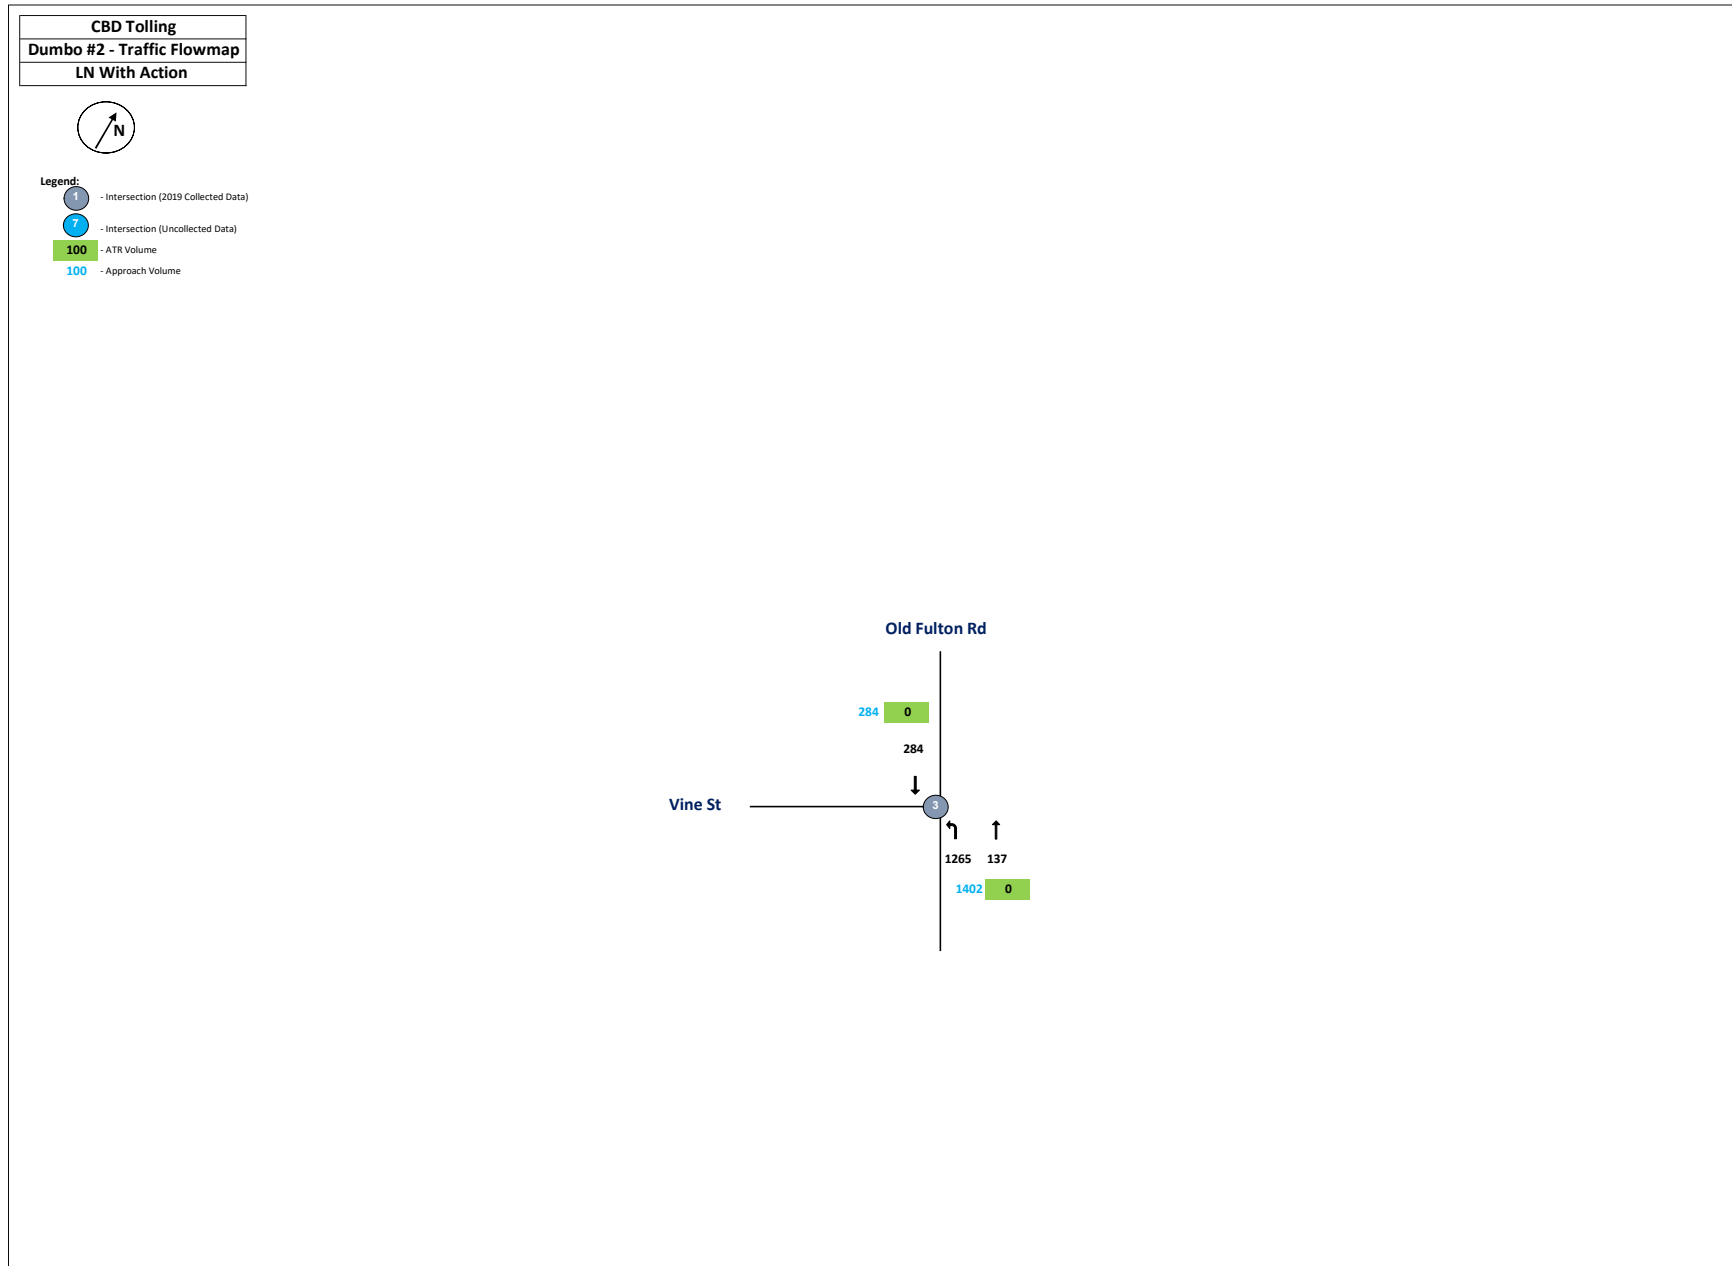 CBD Tolling
Dumbo #2 - Traffic Flowmap
LN With Action
N
Legend:
1 - Intersection (2019 Collected Data)
7 - Intersection (Uncollected Data)
100 - ATR Volume
100 - Approach Volume
Old Fulton Rd
284 0
284
Vine St 3
1265 137
1402 0